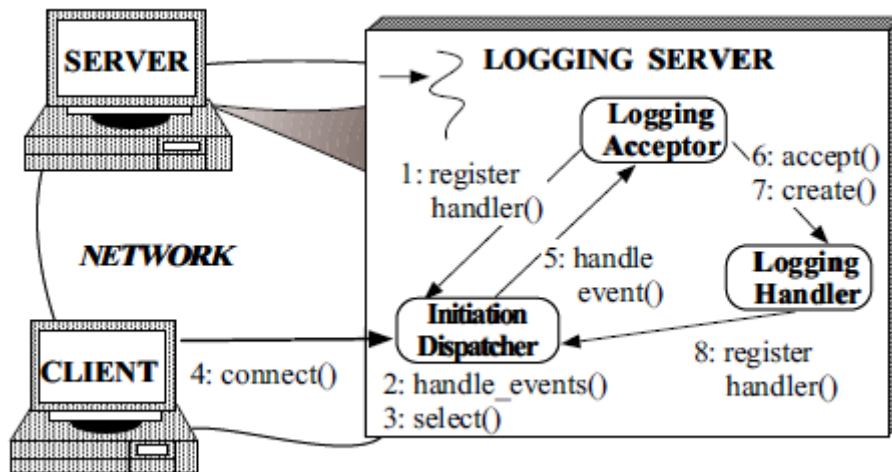 SERVER
LOGGING SERVER
Logging
Acceptor
1: register
handler()
6: accept()
7: create()
NETWORK
5: handle
event()
Logging
Handler
Initiation
Dispatcher
CLIENT
4: connect()
2: handle_events()
3: select()
8: register
handler()